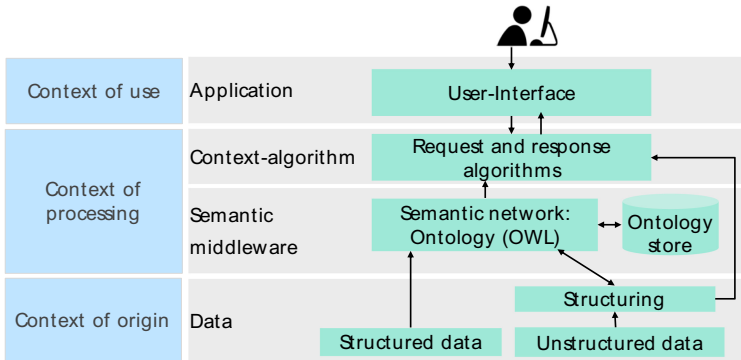 Context of use
Application
User-Interface
Context-algorithm
Request and response
algorithms
Context of
processing
Semantic
middleware
Semantic network:
Ontology (OWL)
Ontology
store
Context of origin
Data
Structuring
Structured data
Unstructured data